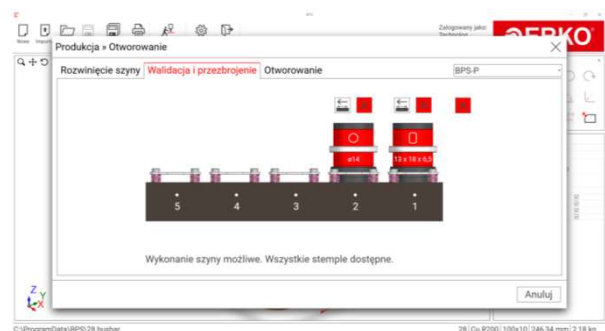 Zalogowany jako:
ERKO
Produkcja » Otworowanie
Rozwinięcie szyny Walidacja i przezbrojenie Otworowanie BPS-P
ø14 13 x 18 x 6,5
5 4 3 2 1
Wykonanie szyny możliwe. Wszystkie stemple dostępne.
Anuluj
Z Y X
C:\ProgramData\BPS\28.busbar 28 Cu R200 100x10 246.34 mm 2.18 kg